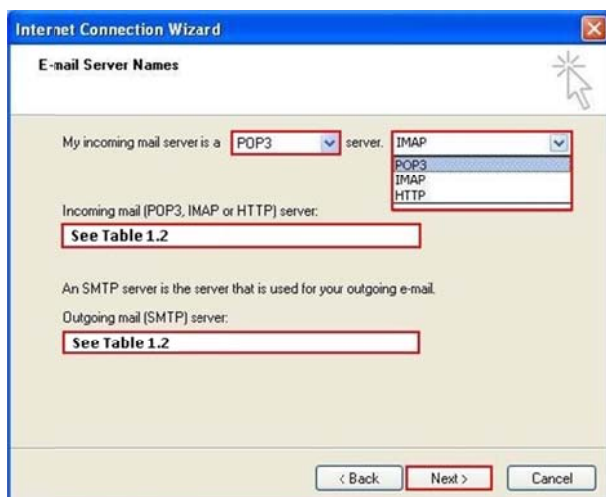 Internet Connection Wizard
E-mail Server Names
My incoming mail server is a POP3 server. IMAP
POP3
IMAP
HTTP
Incoming mail (POP3, IMAP or HTTP) server:
See Table 1.2
An SMTP server is the server that is used for your outgoing e-mail.
Outgoing mail (SMTP) server:
See Table 1.2
< Back Next > Cancel